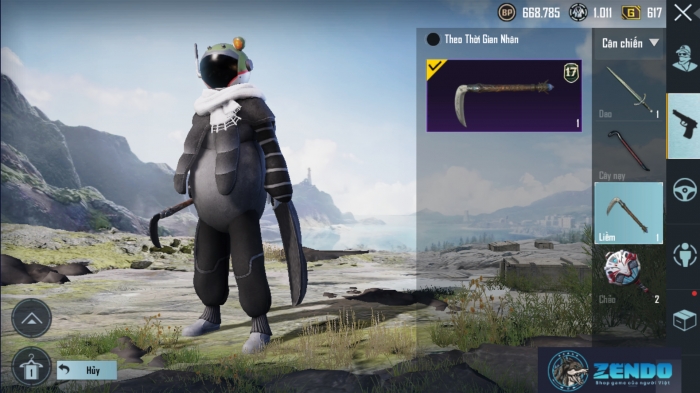 BP 668.785 1.011 G 617
Theo Thời Gian Nhận
Cận chiến
17
1
Dao 1
Cây nạy
Liềm 1
Chảo 2
1
Hủy
ZENDO
Shop game của người Việt